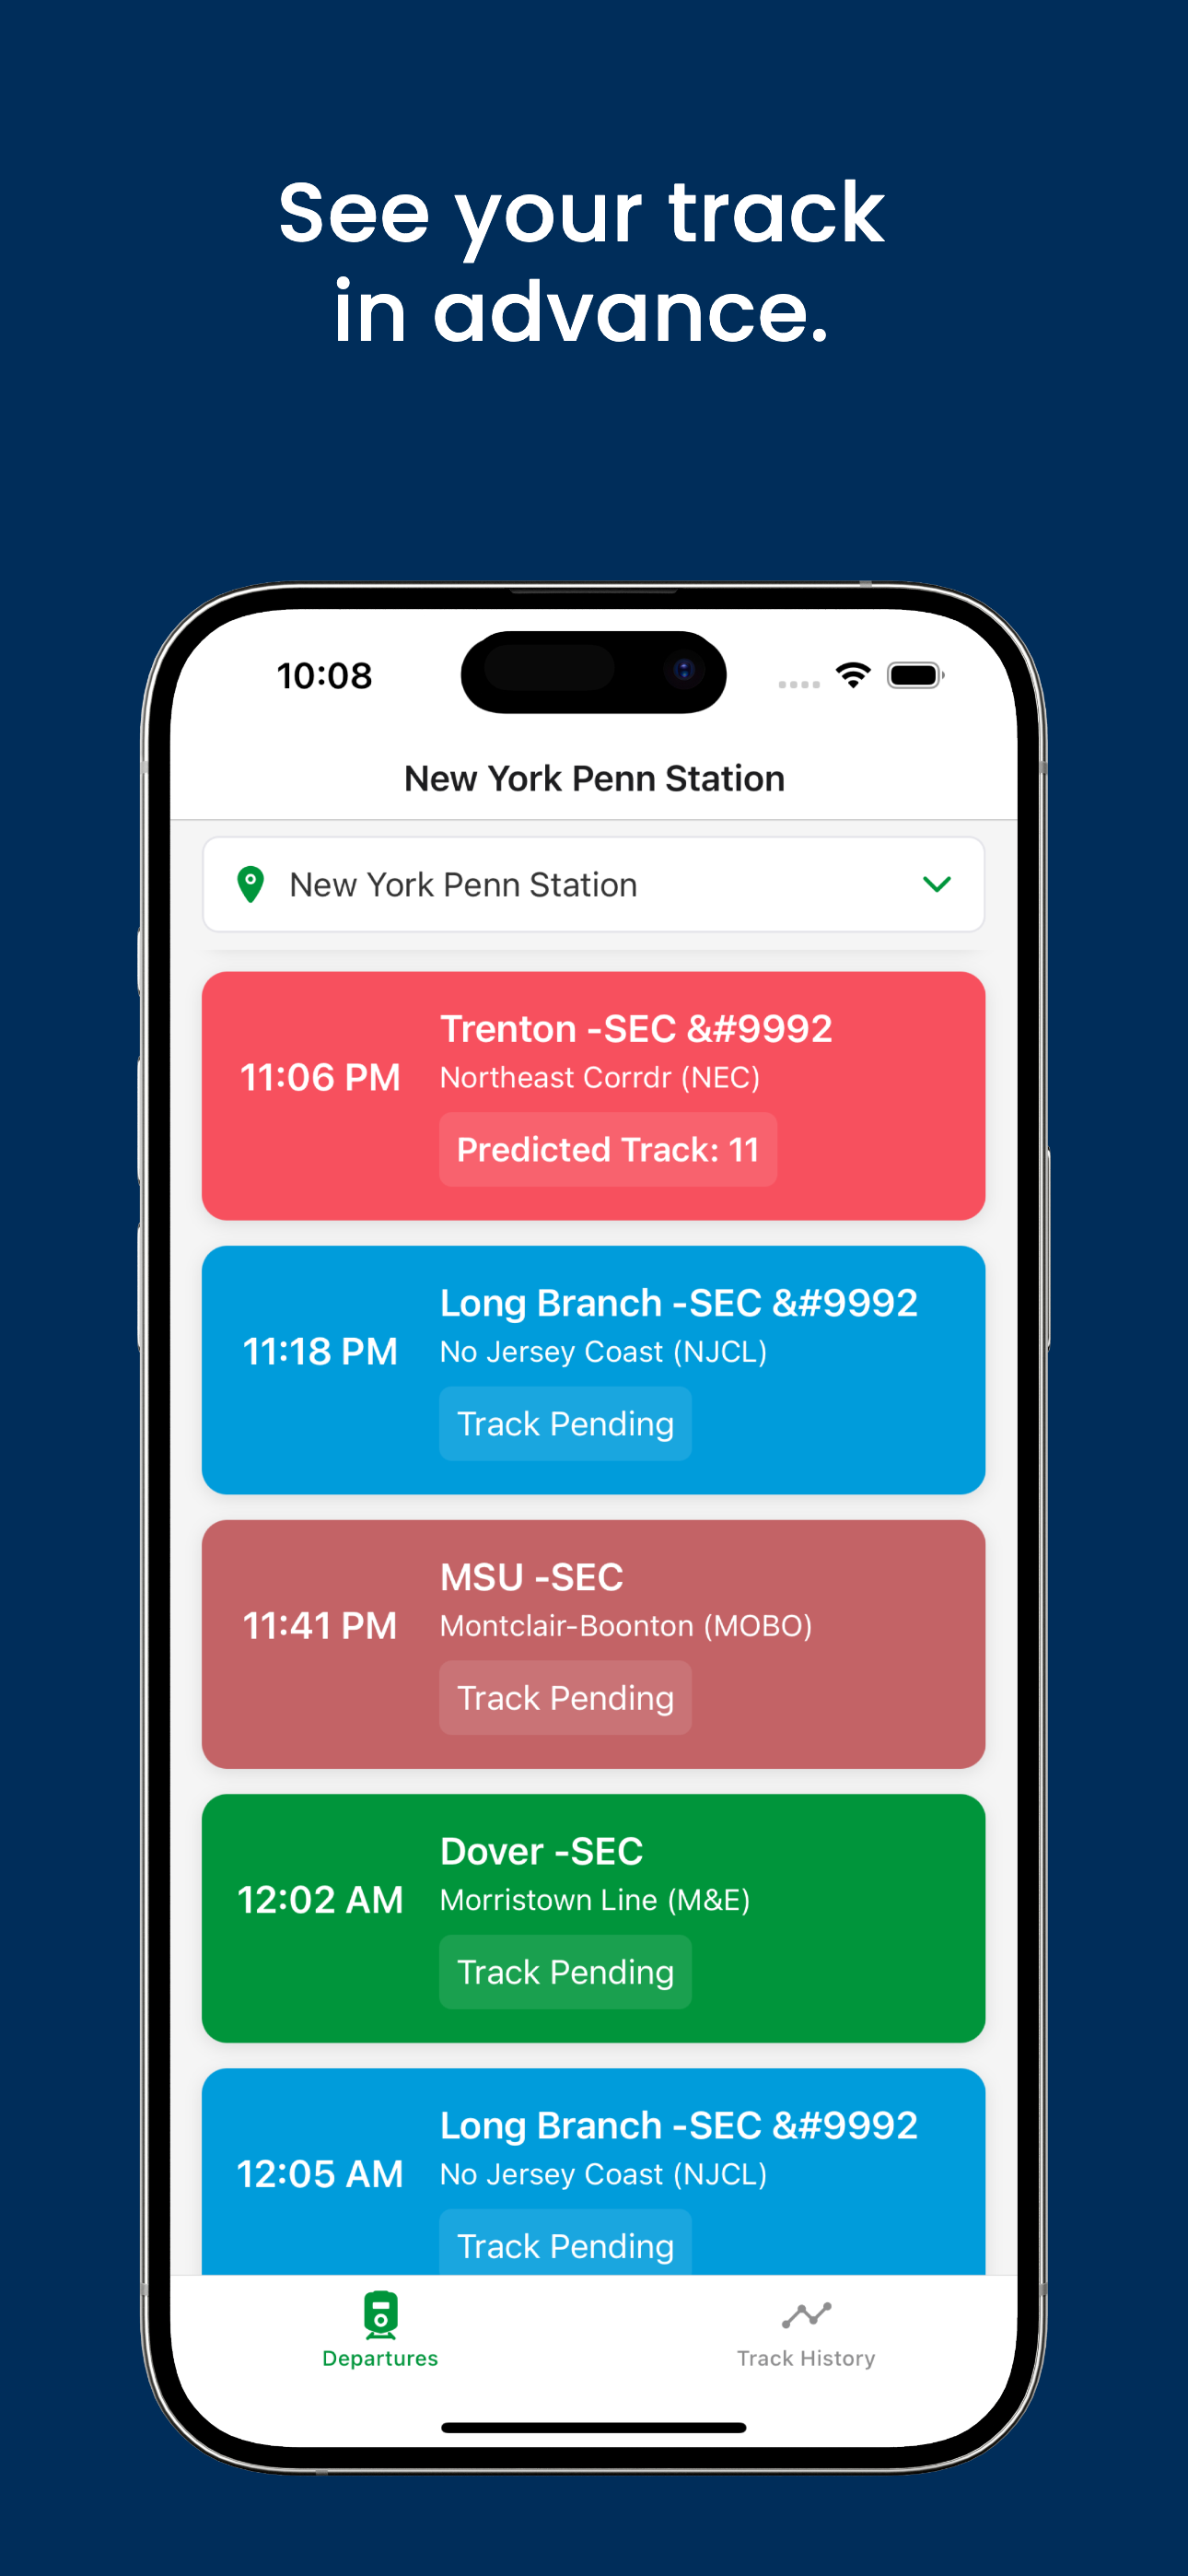 See your track
in advance.
10:08
New York Penn Station
New York Penn Station
11:06 PM
Trenton -SEC &#9992
Northeast Corrdr (NEC)
Predicted Track: 11
11:18 PM
Long Branch -SEC &#9992
No Jersey Coast (NJCL)
Track Pending
11:41 PM
MSU -SEC
Montclair-Boonton (MOBO)
Track Pending
12:02 AM
Dover -SEC
Morristown Line (M&E)
Track Pending
12:05 AM
Long Branch -SEC &#9992
No Jersey Coast (NJCL)
Track Pending
Departures
Track History